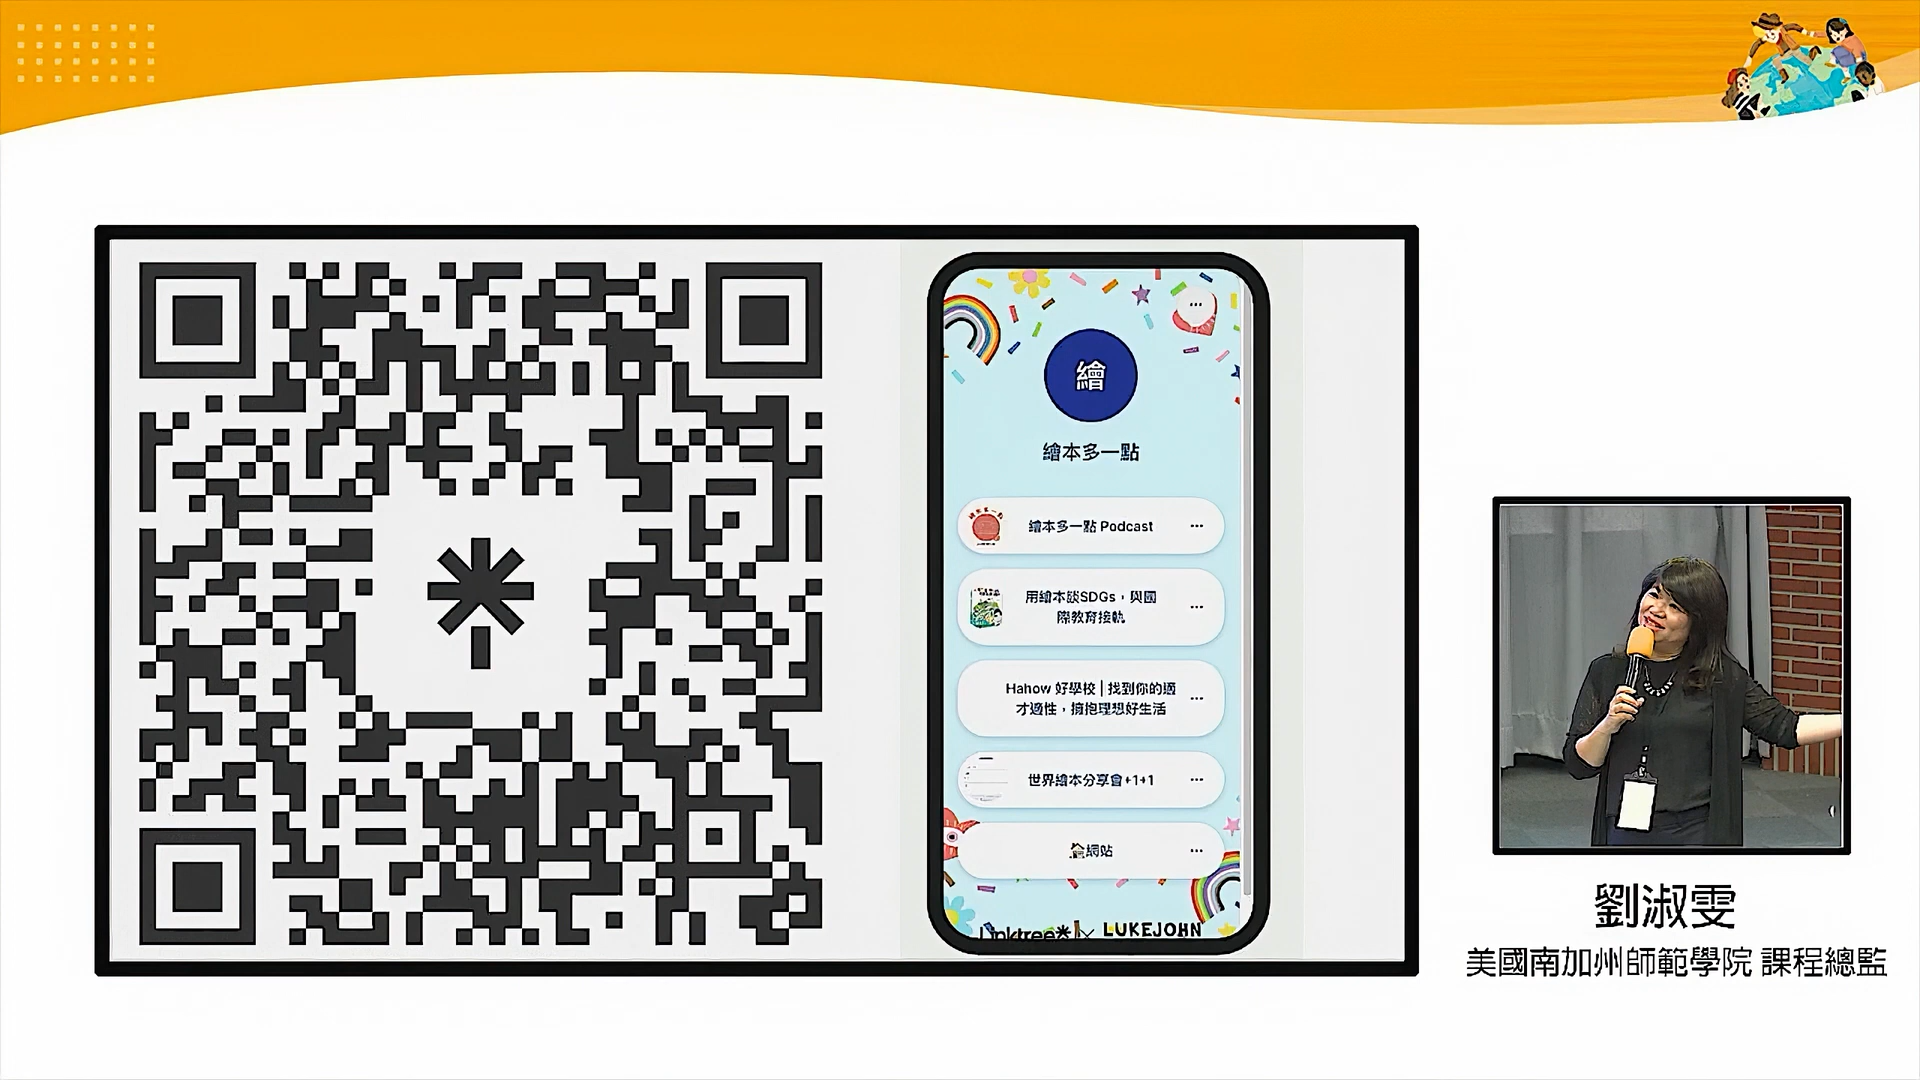 繪
繪本多一點
繪本多一點 Podcast
用繪本談SDGs，與國
際教育接軌
Hahow 好學校 | 找到你的適
才適性，擁抱理想好生活
世界繪本分享會+1+1
網站
Linktree* LUKEJOHN
劉淑雯
美國南加州師範學院 課程總監